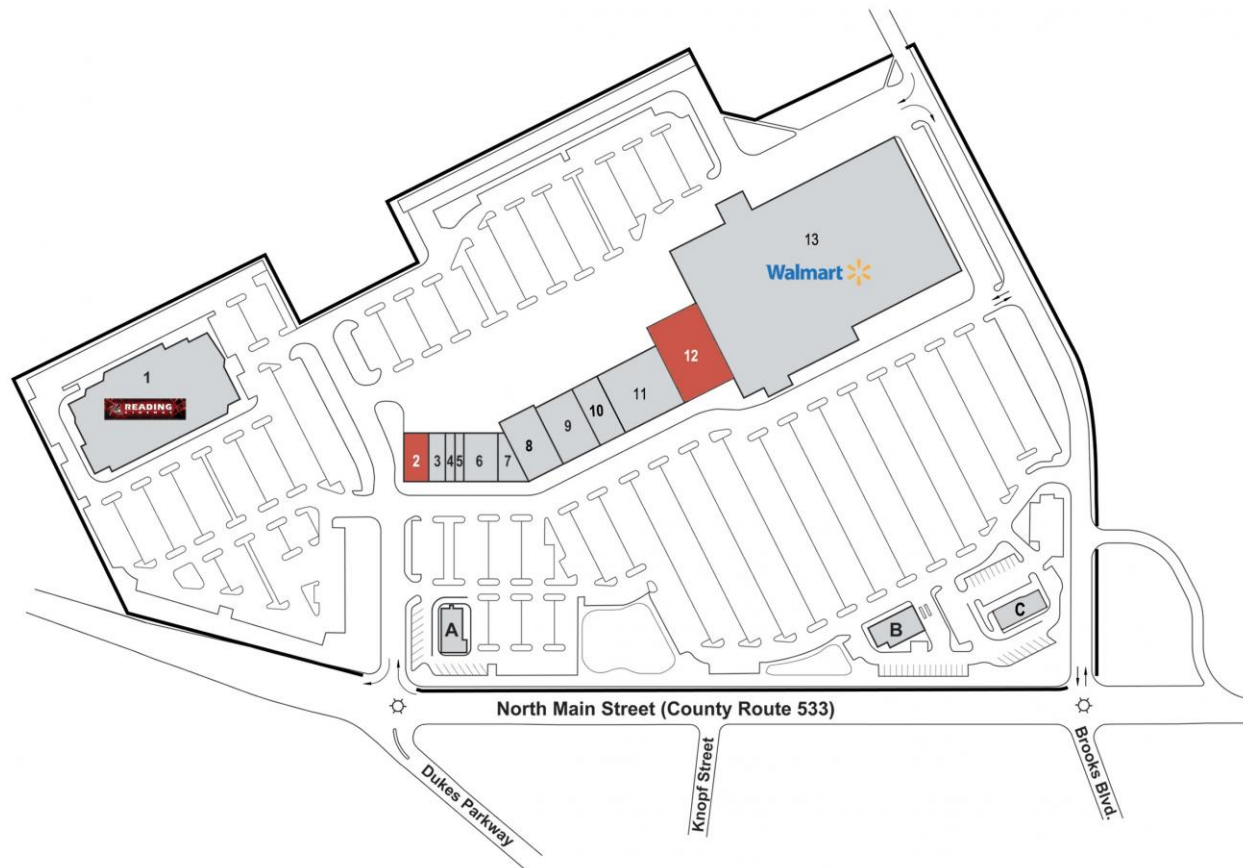 13
Walmart
12
1
READING
CINEMAS
11
10
9
8
2
3
4
5
6
7
A
B
C
North Main Street (County Route 533)
Dukes Parkway
Knopf Street
Brooks Blvd.